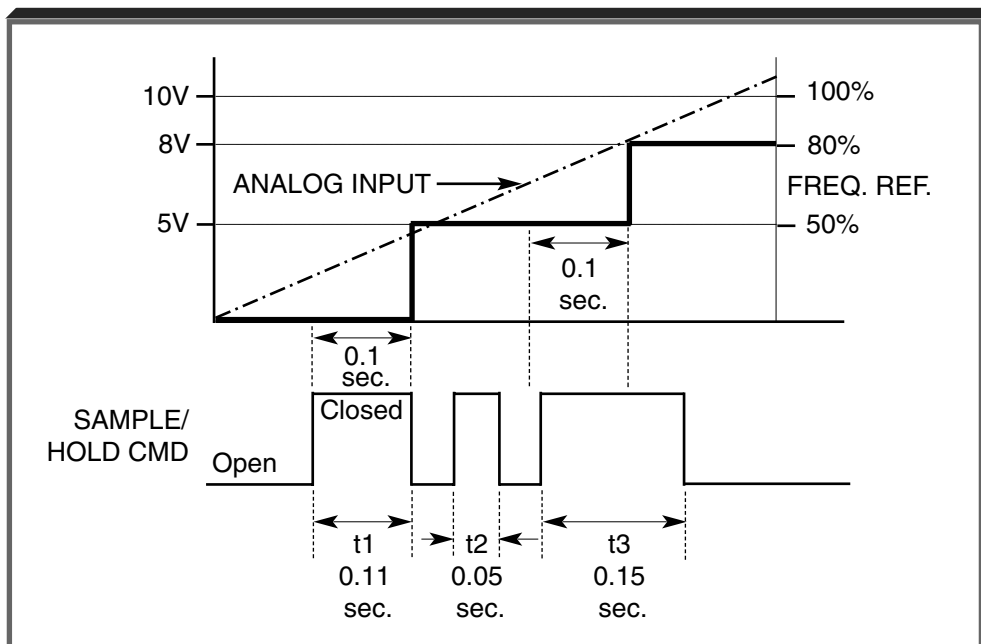 10V
100%
8V
80%
ANALOG INPUT
FREQ. REF.
5V
50%
0.1
sec.
0.1
sec.
SAMPLE/
HOLD CMD
Closed
Open
t1
0.11
sec.
t2
0.05
sec.
t3
0.15
sec.